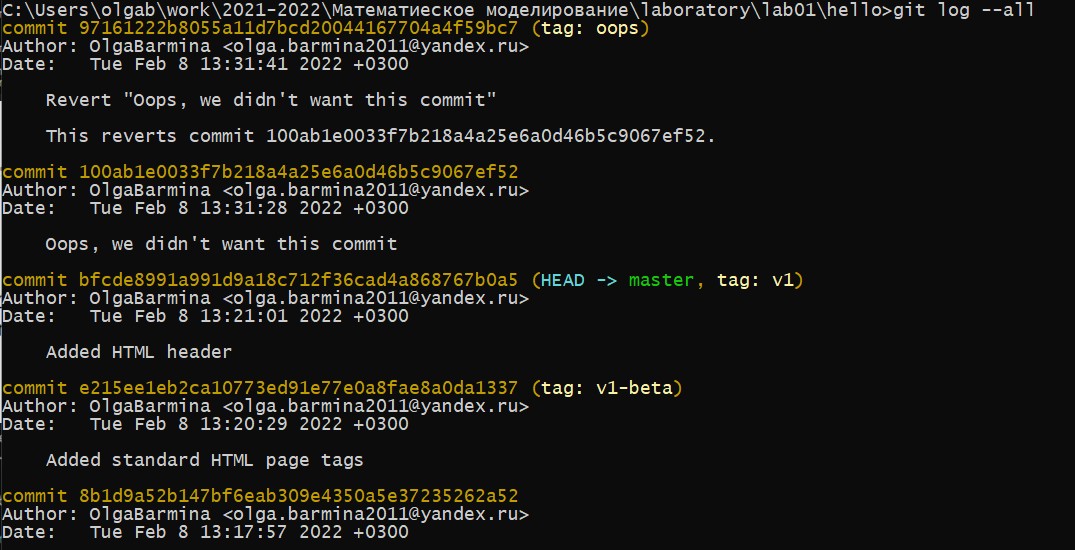 C:\Users\olgab\work\2021-2022\Математиеское моделирование\laboratory\lab01\hello>git log --all
commit 97161222b8055a11d7bcd20044167704a4f59bc7 (tag: oops)
Author: OlgaBarmina <olga.barmina2011@yandex.ru>
Date:   Tue Feb 8 13:31:41 2022 +0300
    Revert "Oops, we didn't want this commit"
    This reverts commit 100ab1e0033f7b218a4a25e6a0d46b5c9067ef52.
commit 100ab1e0033f7b218a4a25e6a0d46b5c9067ef52
Author: OlgaBarmina <olga.barmina2011@yandex.ru>
Date:   Tue Feb 8 13:31:28 2022 +0300
    Oops, we didn't want this commit
commit bfcde8991a991d9a18c712f36cad4a868767b0a5 (HEAD -> master, tag: v1)
Author: OlgaBarmina <olga.barmina2011@yandex.ru>
Date:   Tue Feb 8 13:21:01 2022 +0300
    Added HTML header
commit e215ee1eb2ca10773ed91e77e0a8fae8a0da1337 (tag: v1-beta)
Author: OlgaBarmina <olga.barmina2011@yandex.ru>
Date:   Tue Feb 8 13:20:29 2022 +0300
    Added standard HTML page tags
commit 8b1d9a52b147bf6eab309e4350a5e37235262a52
Author: OlgaBarmina <olga.barmina2011@yandex.ru>
Date:   Tue Feb 8 13:17:57 2022 +0300